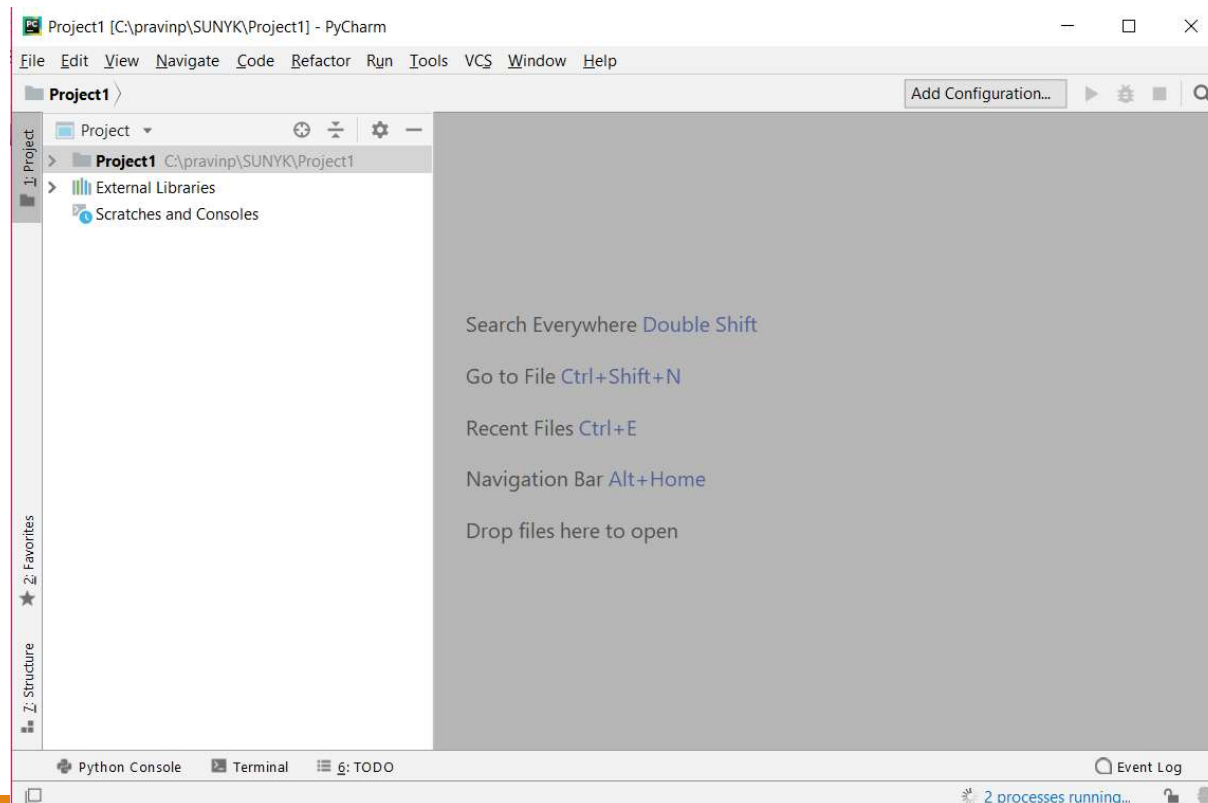 PC Project1 [C:\pravinp\SUNYK\Project1] - PyCharm
File Edit View Navigate Code Refactor Run Tools VCS Window Help
Project1 Add Configuration...
1: Project
Project
Project1 C:\pravinp\SUNYK\Project1
External Libraries
Scratches and Consoles
Search Everywhere Double Shift
Go to File Ctrl+Shift+N
Recent Files Ctrl+E
Navigation Bar Alt+Home
Drop files here to open
2: Favorites
7: Structure
Python Console Terminal 6: TODO Event Log
2 processes running...